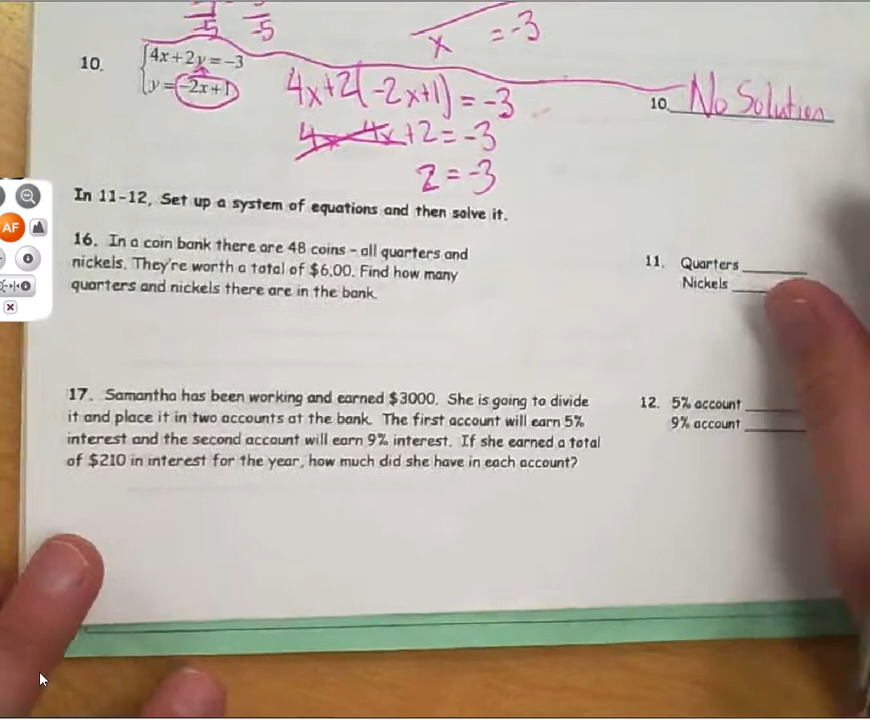 -5 -5
x = -3
10. 4x+2y=-3
y=-2x+1
4x+2(-2x+1) = -3
4x-4x+2=-3
2=-3
10. No Solution
In 11-12, Set up a system of equations and then solve it.
16. In a coin bank there are 48 coins - all quarters and
nickels. They're worth a total of $6.00. Find how many
quarters and nickels there are in the bank.
11. Quarters
Nickels
17. Samantha has been working and earned $3000. She is going to divide
it and place it in two accounts at the bank. The first account will earn 5%
interest and the second account will earn 9% interest. If she earned a total
of $210 in interest for the year, how much did she have in each account?
12. 5% account
9% account
AF